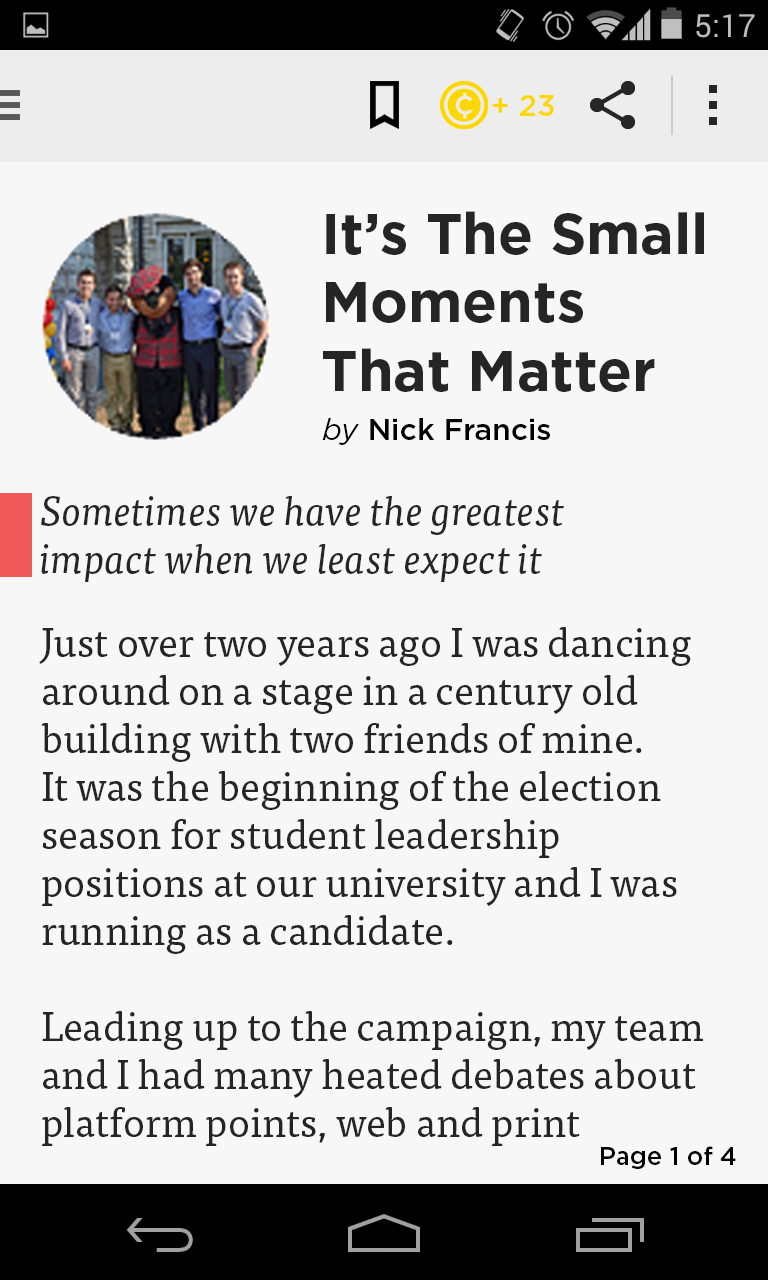 5:17
+ 23
It’s The Small
Moments
That Matter
by Nick Francis
Sometimes we have the greatest
impact when we least expect it
Just over two years ago I was dancing
around on a stage in a century old
building with two friends of mine.
It was the beginning of the election
season for student leadership
positions at our university and I was
running as a candidate.
Leading up to the campaign, my team
and I had many heated debates about
platform points, web and print
Page 1 of 4